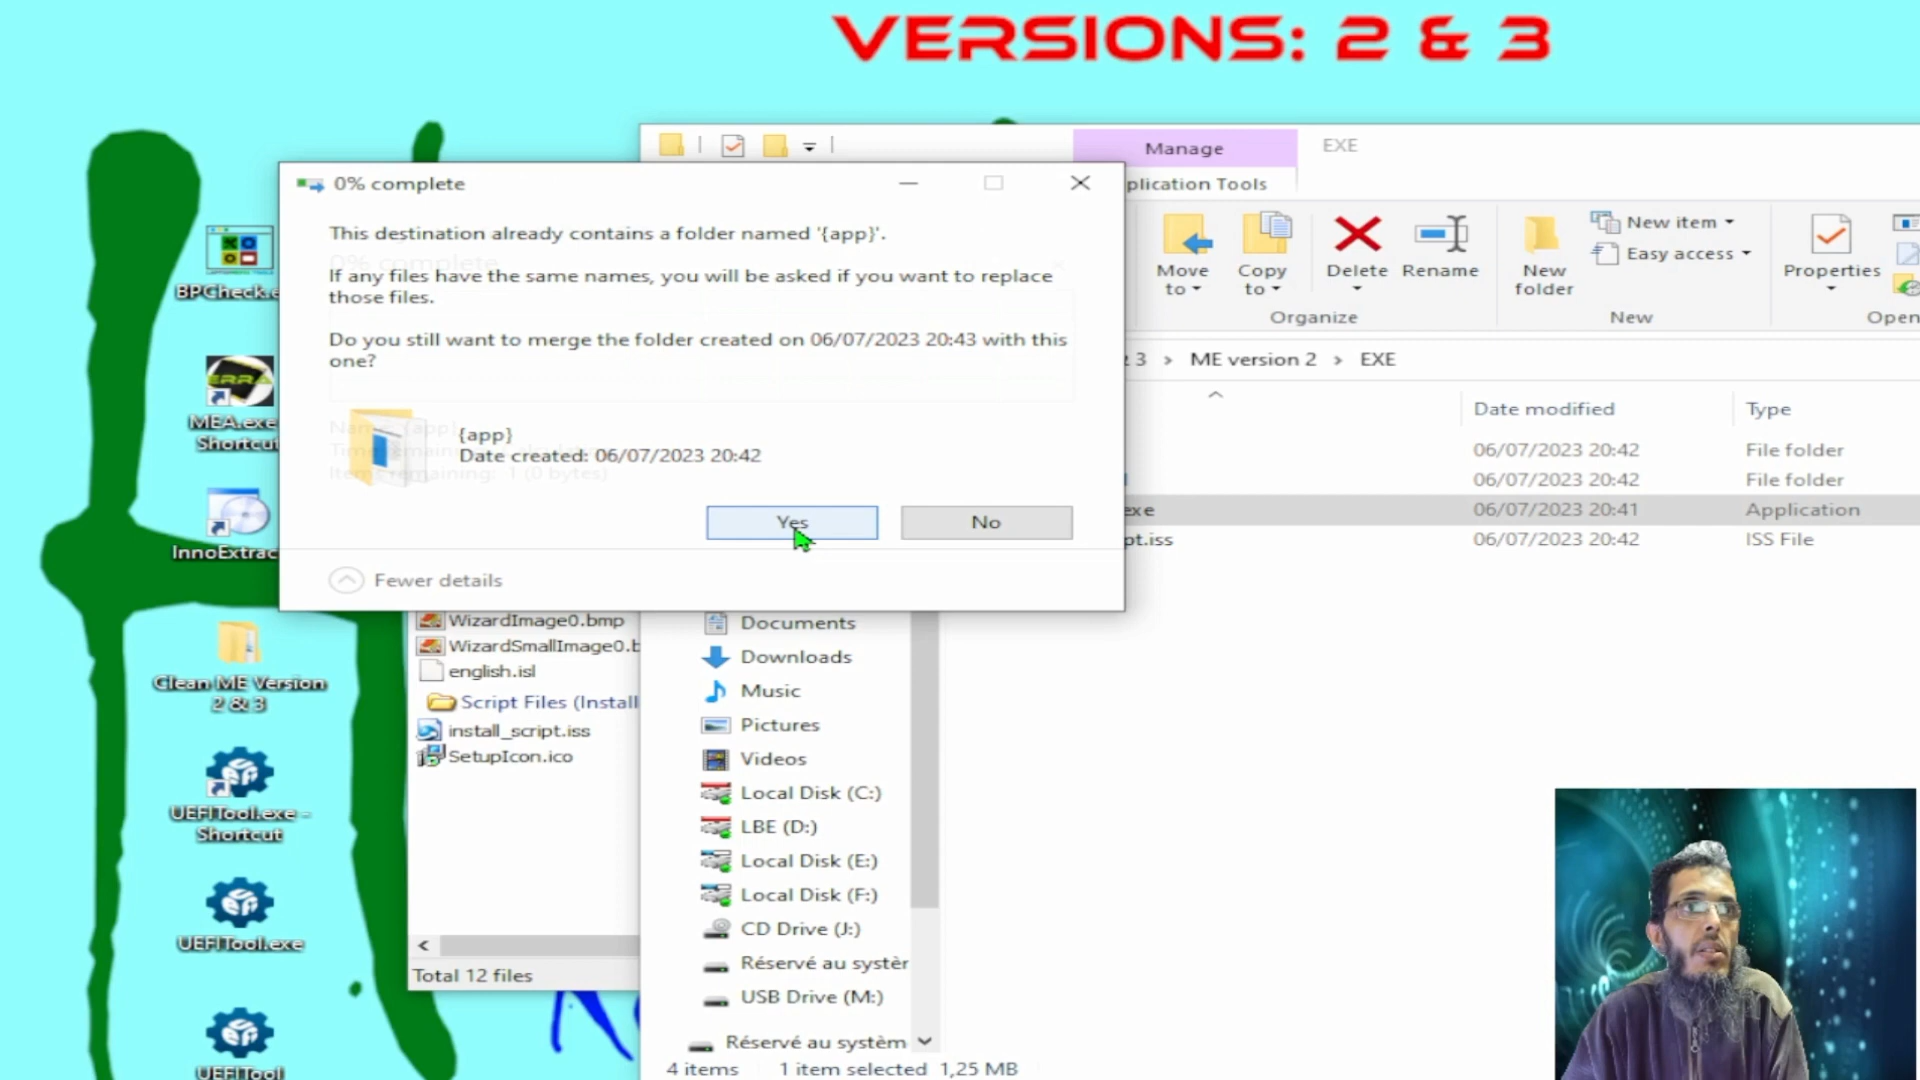 VERSIONS: 2 & 3
Manage
EXE
plication Tools
0% complete
This destination already contains a folder named '{app}'.
If any files have the same names, you will be asked if you want to replace
those files.
Do you still want to merge the folder created on 06/07/2023 20:43 with this
one?
{app}
Date created: 06/07/2023 20:42
Yes
No
Fewer details
Move
to
Copy
to
Delete
Rename
New
folder
New item
Easy access
Properties
Organize
New
Open
3 > ME version 2 > EXE
Date modified
Type
06/07/2023 20:42
File folder
06/07/2023 20:42
File folder
exe
06/07/2023 20:41
Application
pt.iss
06/07/2023 20:42
ISS File
BPCheck.e
MEA.exe
Shortcut
InnoExtrac
Clean ME Version
2 & 3
UEFITool.exe -
Shortcut
UEFITool.exe
UEFITool
WizardImage0.bmp
WizardSmallImage0.b
english.isl
Script Files (Install
install_script.iss
SetupIcon.ico
Total 12 files
Documents
Downloads
Music
Pictures
Videos
Local Disk (C:)
LBE (D:)
Local Disk (E:)
Local Disk (F:)
CD Drive (J:)
Réservé au systèr
USB Drive (M:)
Réservé au systèm
4 items
1 item selected 1,25 MB